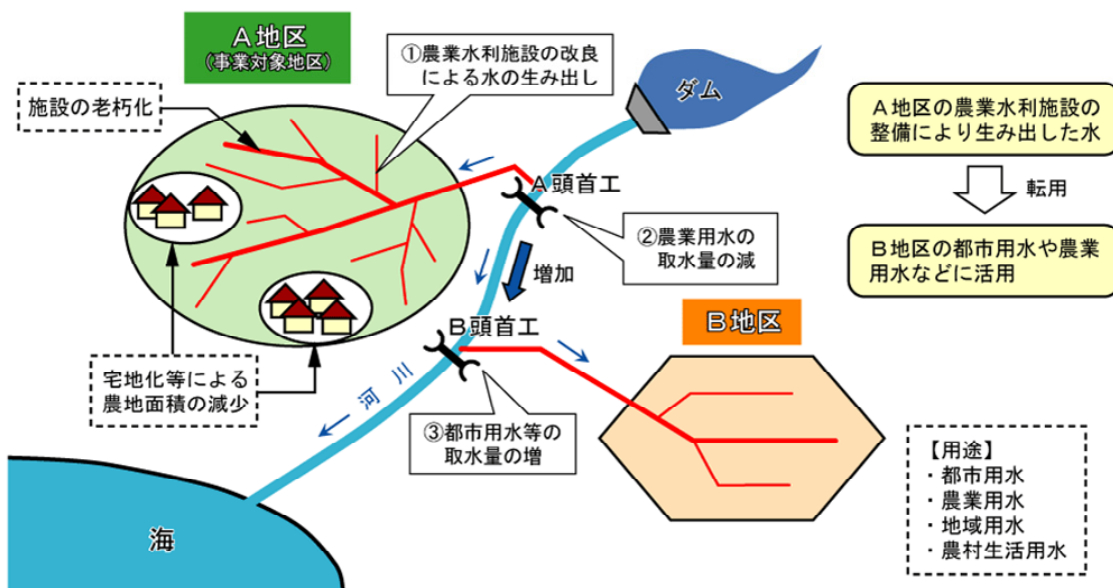 A地区
(事業対象地区)
①農業水利施設の改良
による水の生み出し
施設の老朽化
ダム
A地区の農業水利施設の
整備により生み出した水
転用
B地区の都市用水や農業
用水などに活用
A頭首工
②農業用水の
取水量の減
増加
B頭首工
B地区
宅地化等による
農地面積の減少
河川
③都市用水等の
取水量の増
【用途】
・都市用水
・農業用水
・地域用水
・農村生活用水
海